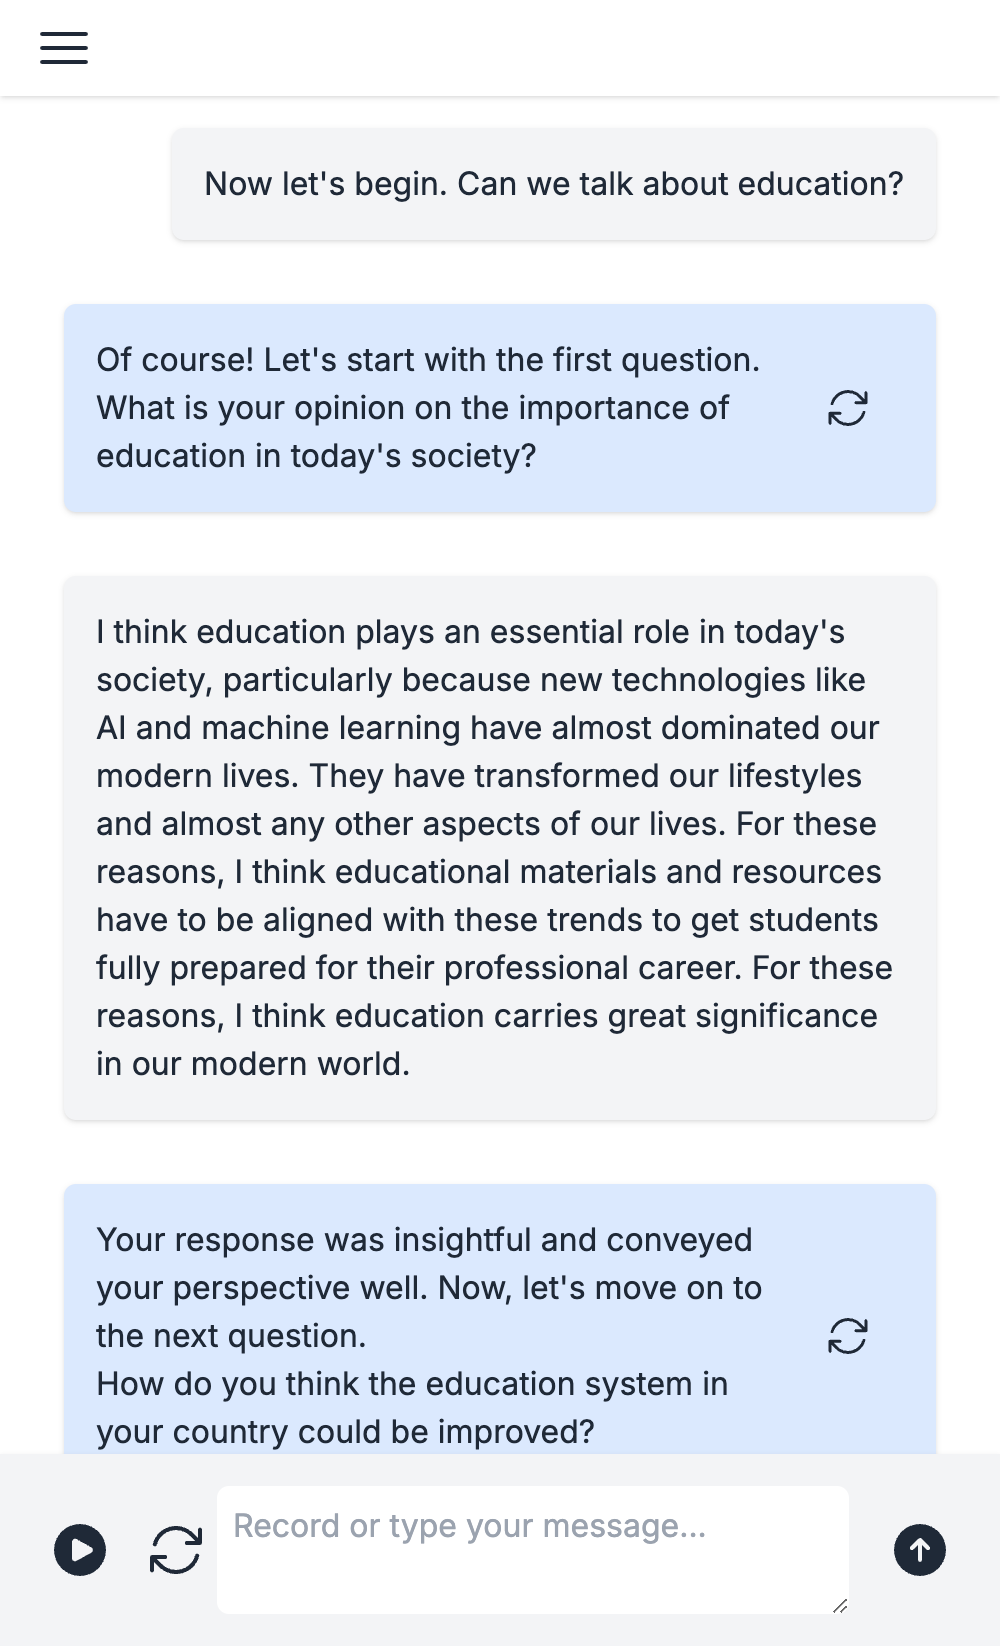 Now let's begin. Can we talk about education?
Of course! Let's start with the first question.
What is your opinion on the importance of
education in today's society?
I think education plays an essential role in today's
society, particularly because new technologies like
AI and machine learning have almost dominated our
modern lives. They have transformed our lifestyles
and almost any other aspects of our lives. For these
reasons, I think educational materials and resources
have to be aligned with these trends to get students
fully prepared for their professional career. For these
reasons, I think education carries great significance
in our modern world.
Your response was insightful and conveyed
your perspective well. Now, let's move on to
the next question.
How do you think the education system in
your country could be improved?
Record or type your message...